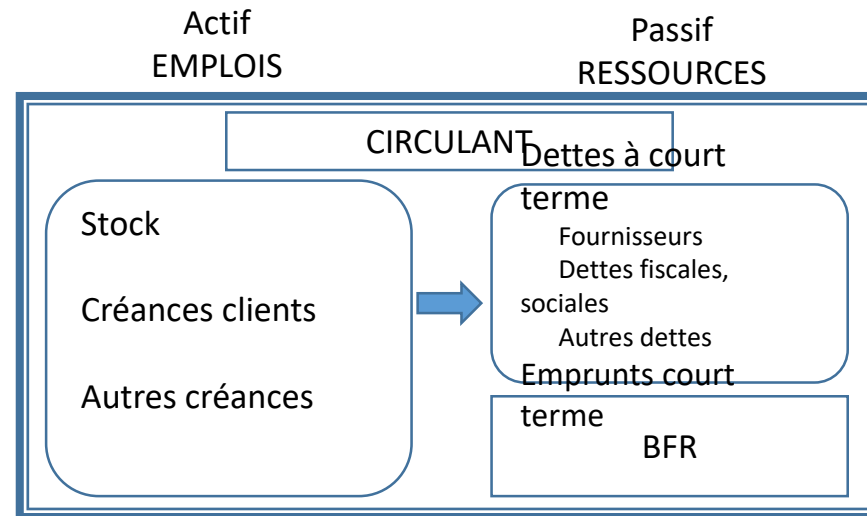 Actif
EMPLOIS
Passif
RESSOURCES
CIRCULANT
Stock
Créances clients
Autres créances
Dettes à court
terme
Fournisseurs
Dettes fiscales,
sociales
Autres dettes
Emprunts court
terme
BFR